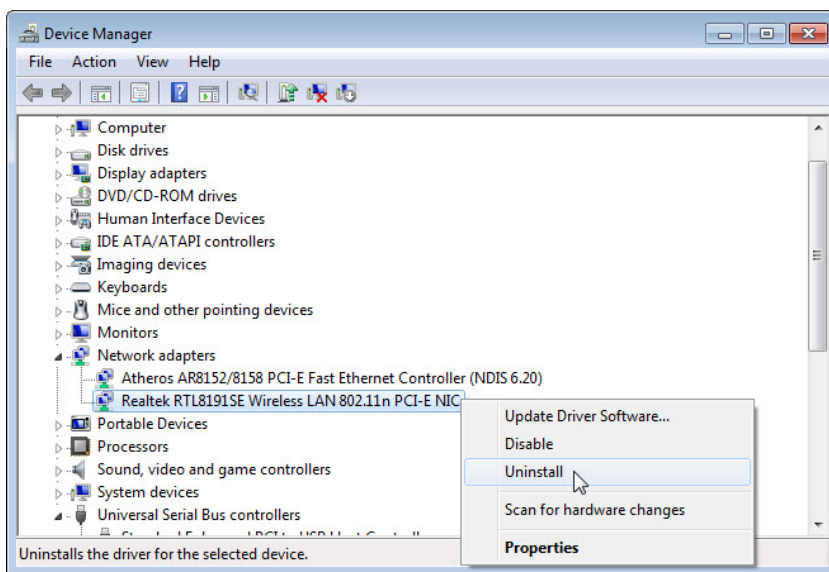 Device Manager
File Action View Help
Computer
Disk drives
Display adapters
DVD/CD-ROM drives
Human Interface Devices
IDE ATA/ATAPI controllers
Imaging devices
Keyboards
Mice and other pointing devices
Monitors
Network adapters
Atheros AR8152/8158 PCI-E Fast Ethernet Controller (NDIS 6.20)
Realtek RTL8191SE Wireless LAN 802.11n PCI-E NIC
Portable Devices
Processors
Sound, video and game controllers
System devices
Universal Serial Bus controllers
Update Driver Software...
Disable
Uninstall
Scan for hardware changes
Properties
Uninstalls the driver for the selected device.